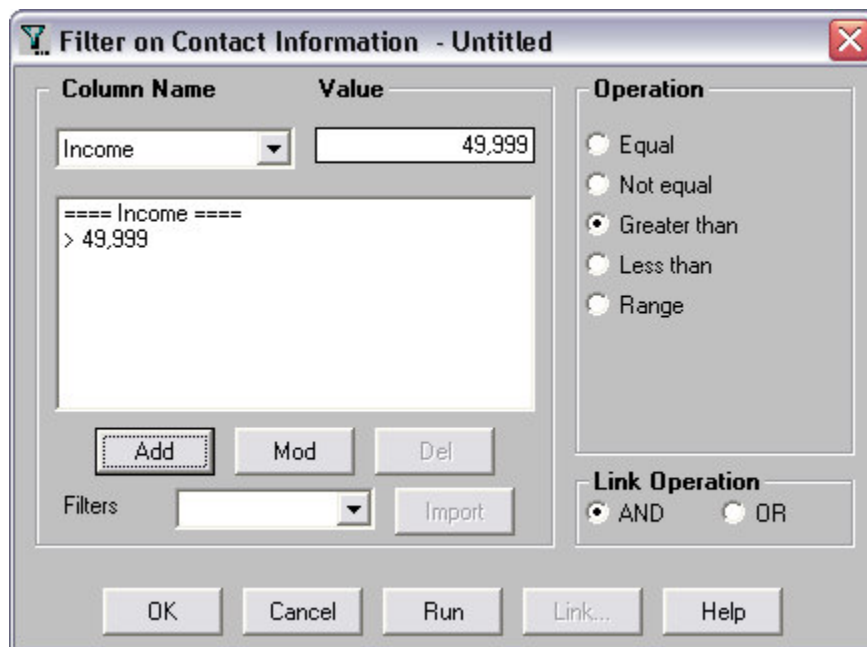 Filter on Contact Information - Untitled
Column Name Value
Income 49,999
==== Income ====
> 49,999
Add Mod Del
Filters Import
Operation
Equal
Not equal
Greater than
Less than
Range
Link Operation
AND OR
OK Cancel Run Link... Help